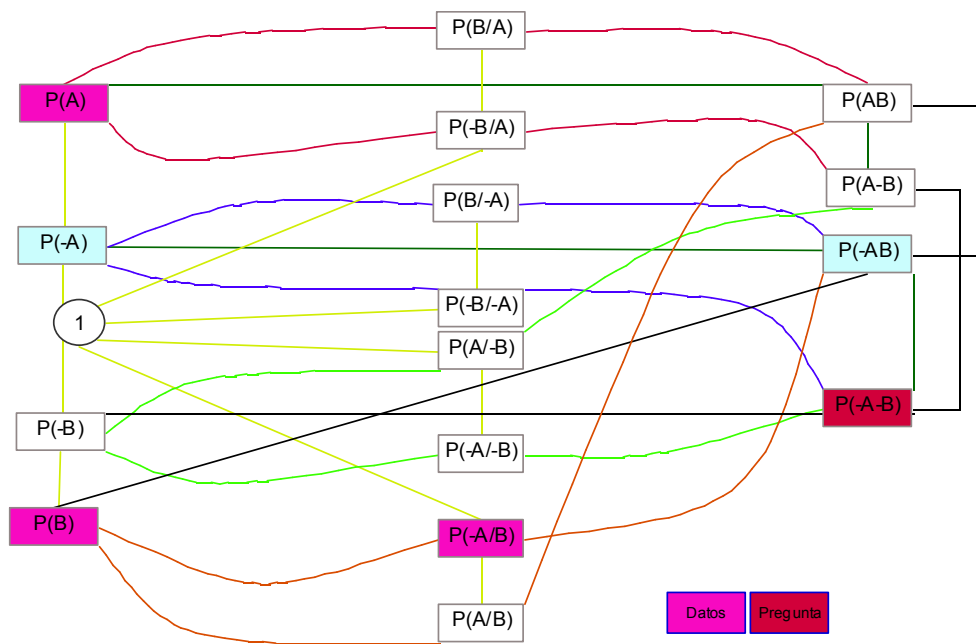 P(B/A)
P(A)
P(AB)
P(-B/A)
P(A-B)
P(B/-A)
P(-A)
P(-AB)
P(-B/-A)
1
P(A/-B)
P(-A-B)
P(-B)
P(-A/-B)
P(B)
P(-A/B)
P(A/B)
Datos
Pregunta